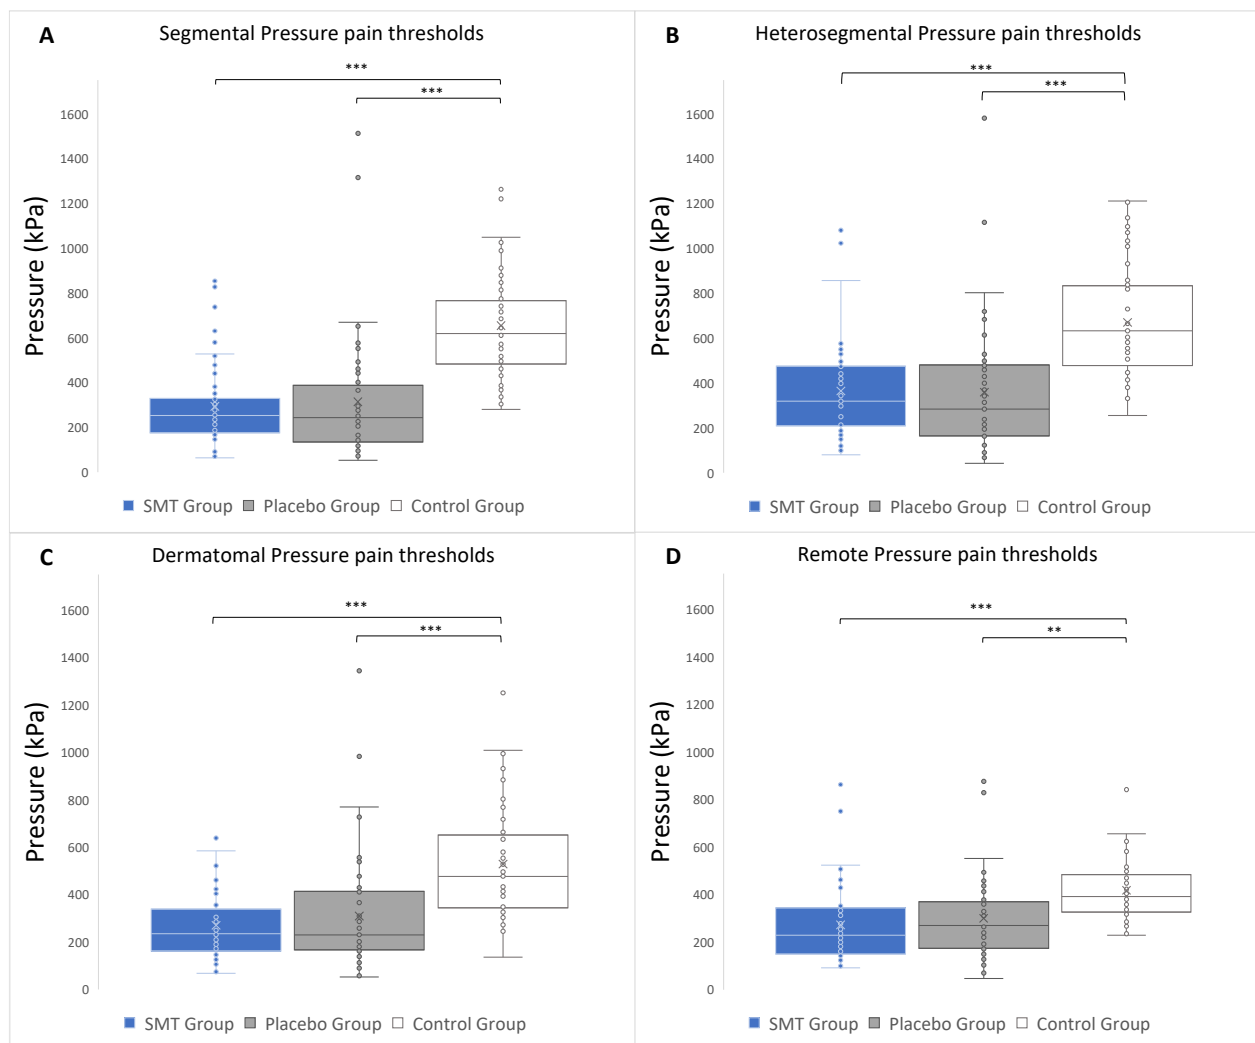 A
Segmental Pressure pain thresholds
***
***
Pressure (kPa)
1600
1400
1200
1000
800
600
400
200
0
SMT Group
Placebo Group
Control Group
B
Heterosegmental Pressure pain thresholds
***
***
Pressure (kPa)
1600
1400
1200
1000
800
600
400
200
0
SMT Group
Placebo Group
Control Group
C
Dermatomal Pressure pain thresholds
***
***
Pressure (kPa)
1600
1400
1200
1000
800
600
400
200
0
SMT Group
Placebo Group
Control Group
D
Remote Pressure pain thresholds
***
**
Pressure (kPa)
1600
1400
1200
1000
800
600
400
200
0
SMT Group
Placebo Group
Control Group